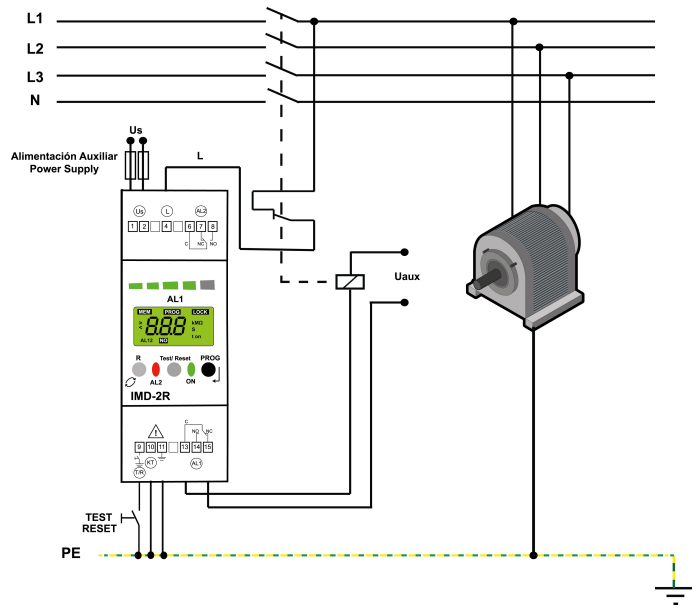 L1
L2
L3
N
Us
Alimentación Auxiliar
Power Supply
L
Us L AL2
1 2 4 6 7 8
C NC NO
Uaux
AL1
MEM PROG LOCK
8.8.8 kMΩ
S
t on
AL12 NO
R Test/ Reset PROG
AL2 ON
IMD-2R
C
NO NC
9 10 11 13 14 15
KT AL1
T/R
TEST
RESET
PE